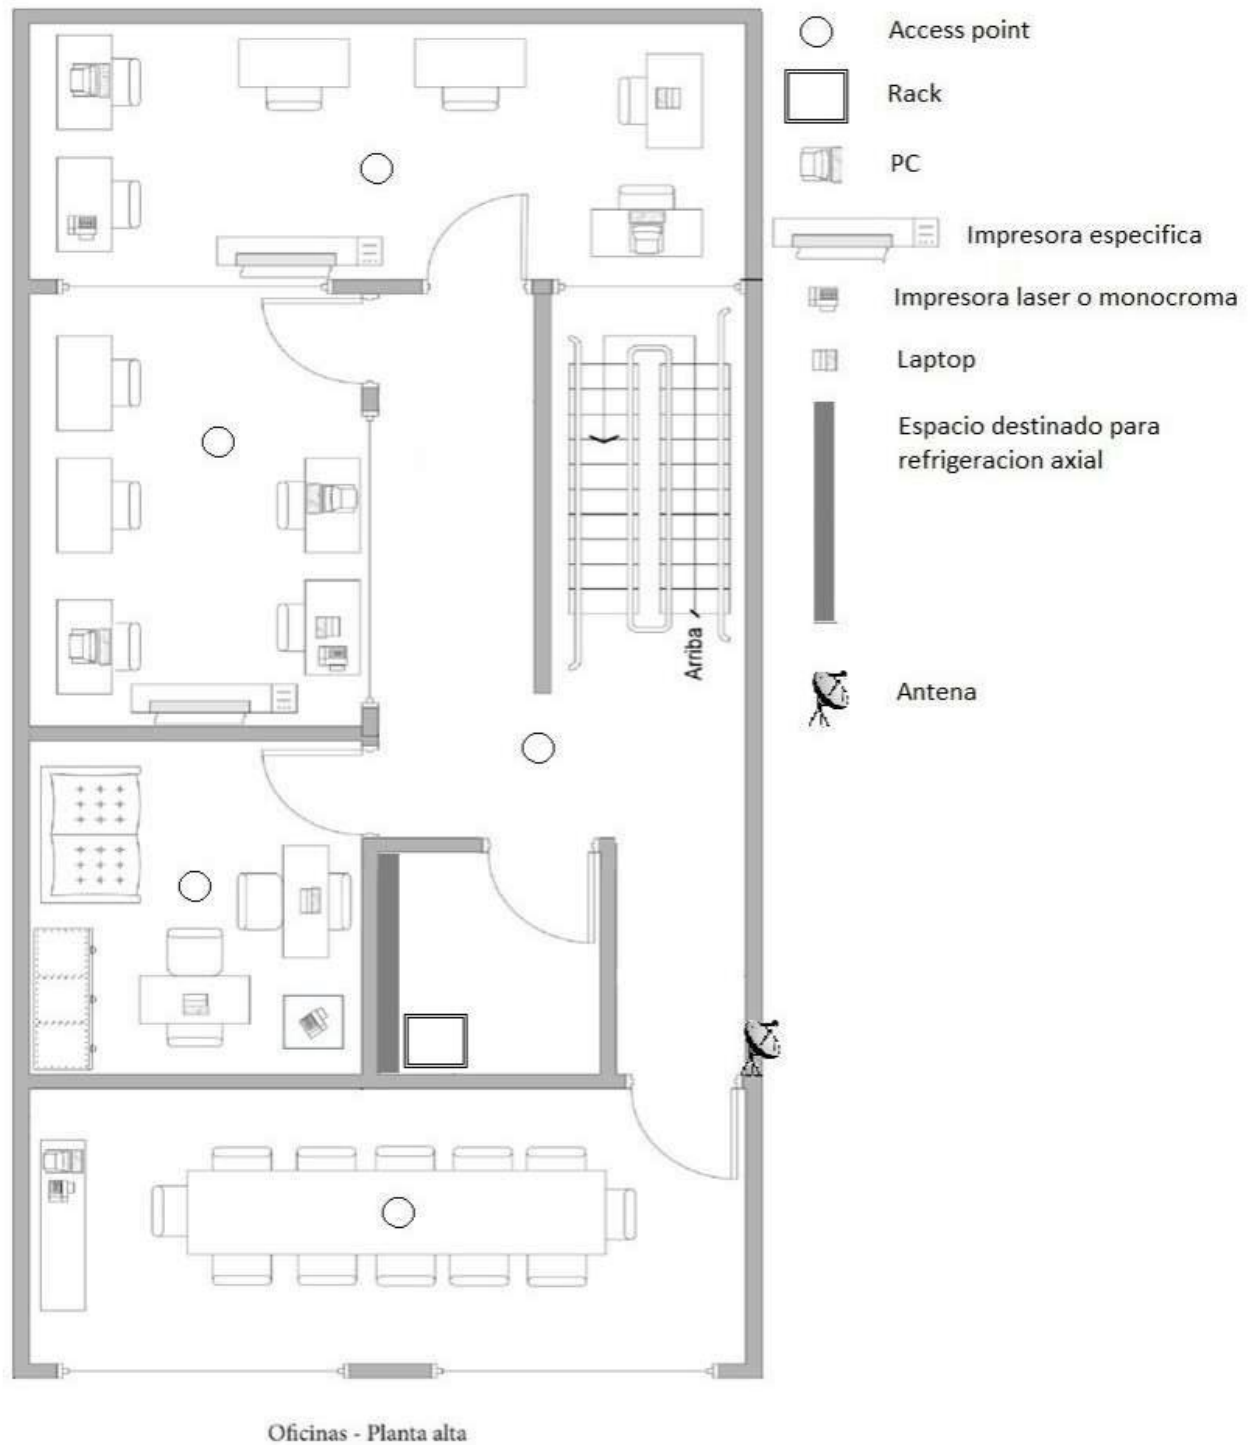 Access point
Rack
PC
Impresora especifica
Impresora laser o monocroma
Laptop
Espacio destinado para
refrigeracion axial
Arriba
Antena
Oficinas - Planta alta